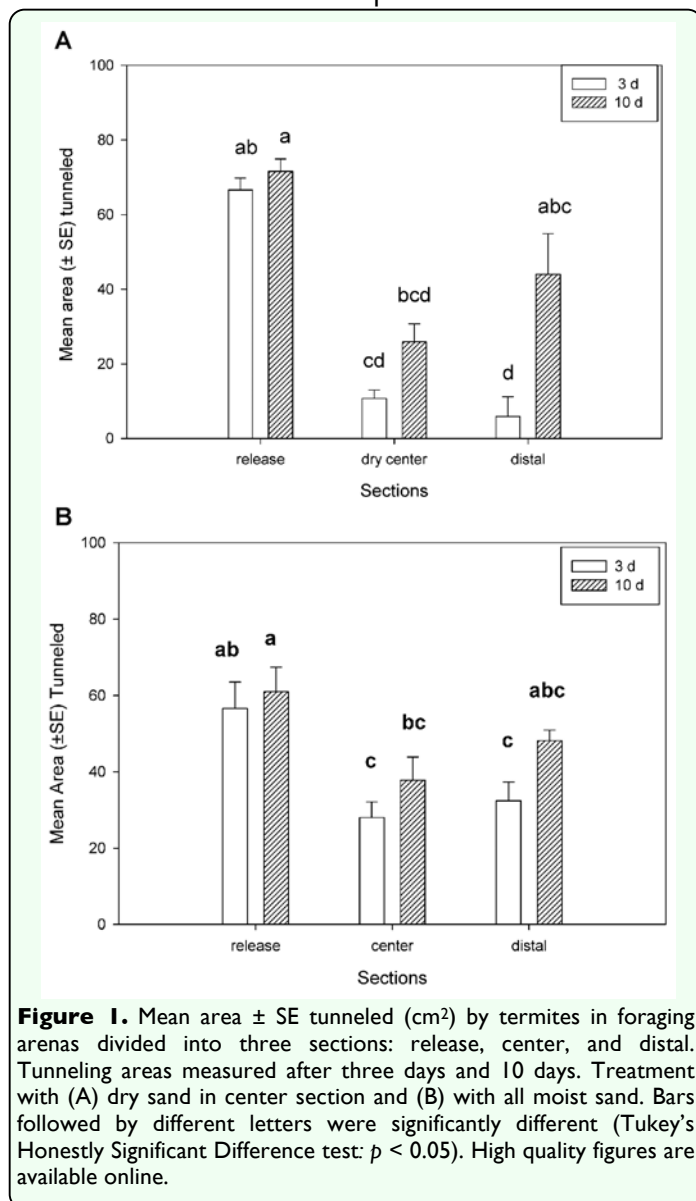 A
100
80
60
40
20
0
Mean area (± SE) tunneled
3 d
10 d
ab
a
cd
bcd
d
abc
release
dry center
distal
Sections
B
100
80
60
40
20
0
Mean Area (±SE) Tunneled
3 d
10 d
ab
a
c
bc
c
abc
release
center
distal
Sections
Figure 1. Mean area ± SE tunneled (cm²) by termites in foraging
arenas divided into three sections: release, center, and distal.
Tunneling areas measured after three days and 10 days. Treatment
with (A) dry sand in center section and (B) with all moist sand. Bars
followed by different letters were significantly different (Tukey's
Honestly Significant Difference test: p < 0.05). High quality figures are
available online.